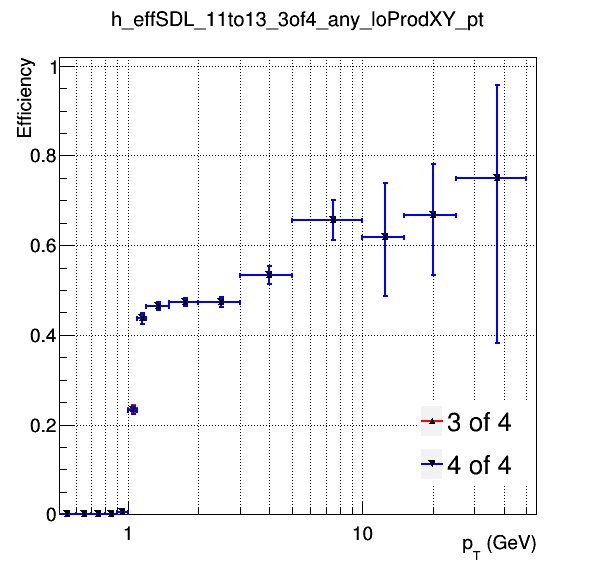 h_effSDL_11to13_3of4_any_loProdXY_pt
Efficiency
1
0.8
0.6
0.4
0.2
0
3 of 4
4 of 4
1
10
p_T (GeV)